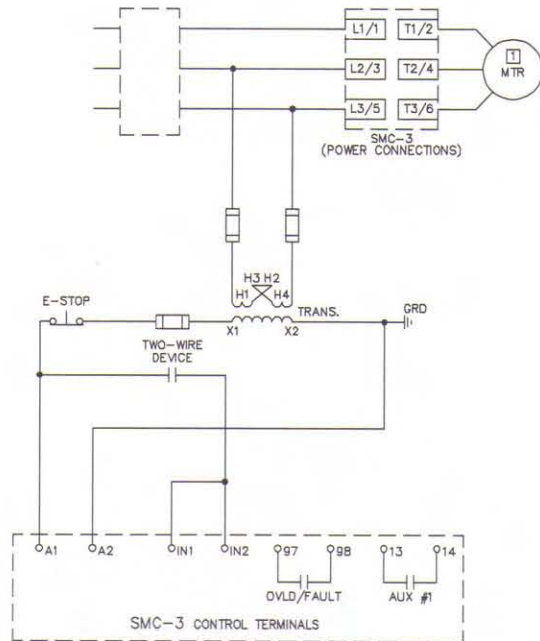 L1/1 T1/2
1
L2/3 T2/4 MTR
L3/5 T3/6
SMC-3
(POWER CONNECTIONS)
H3 H2
H1 H4
E-STOP TRANS. GRD
X1 X2
TWO-WIRE
DEVICE
A1 A2 IN1 IN2 97 98 13 14
OVLD/FAULT AUX #1
SMC-3 CONTROL TERMINALS